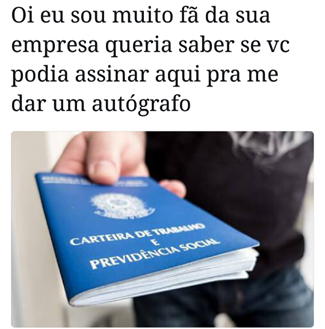 Oi eu sou muito fã da sua
empresa queria saber se vc
podia assinar aqui pra me
dar um autógrafo
CARTEIRA DE TRABALHO
E
PREVIDÊNCIA SOCIAL